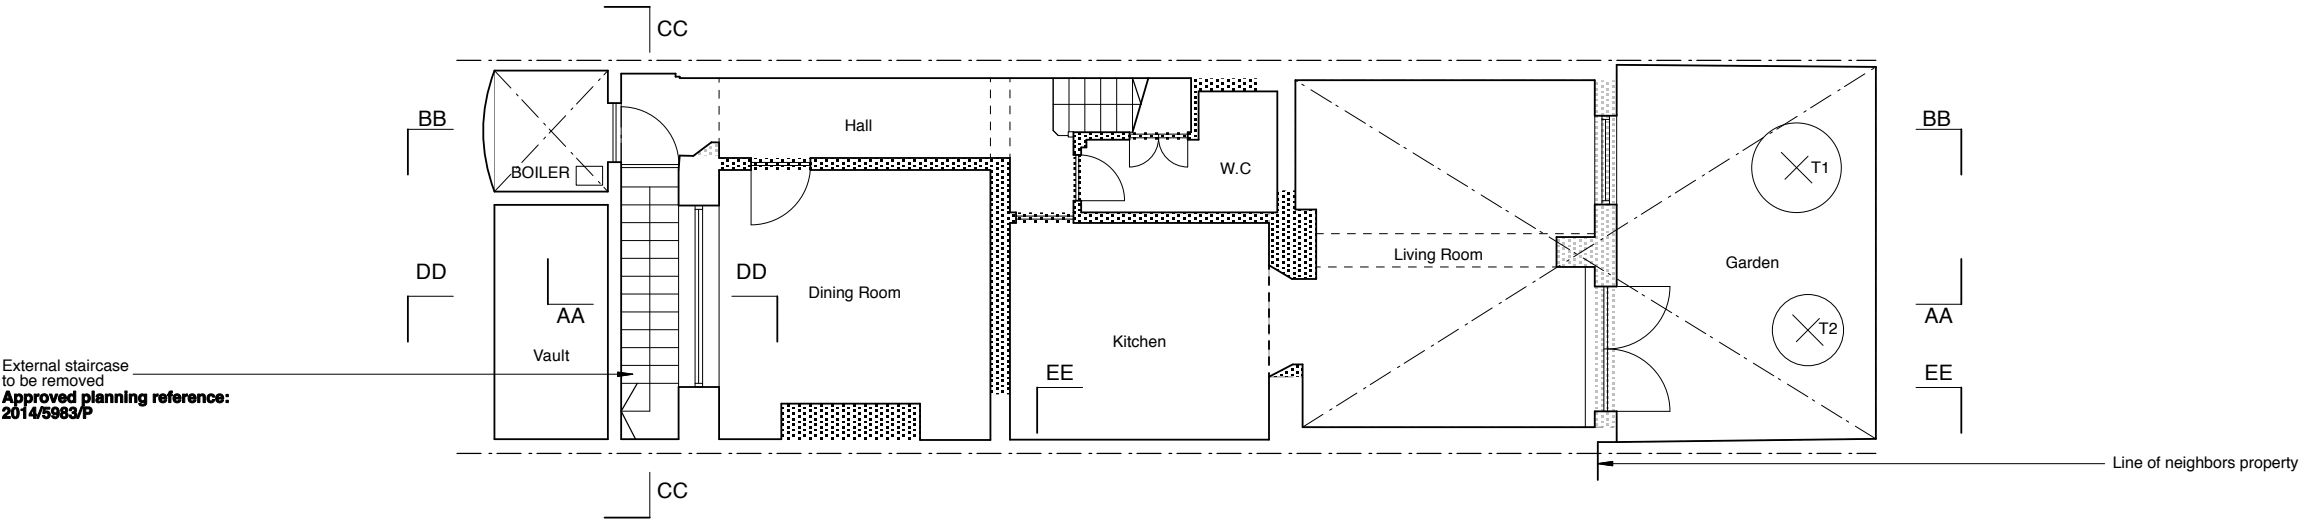 CC
BB
BB
Hall
BOILER
W.C
T1
DD
DD
Living Room
Garden
Dining Room
AA
AA
T2
Kitchen
Vault
External staircase
to be removed
Approved planning reference:
2014/5983/P
EE
EE
Line of neighbors property
CC